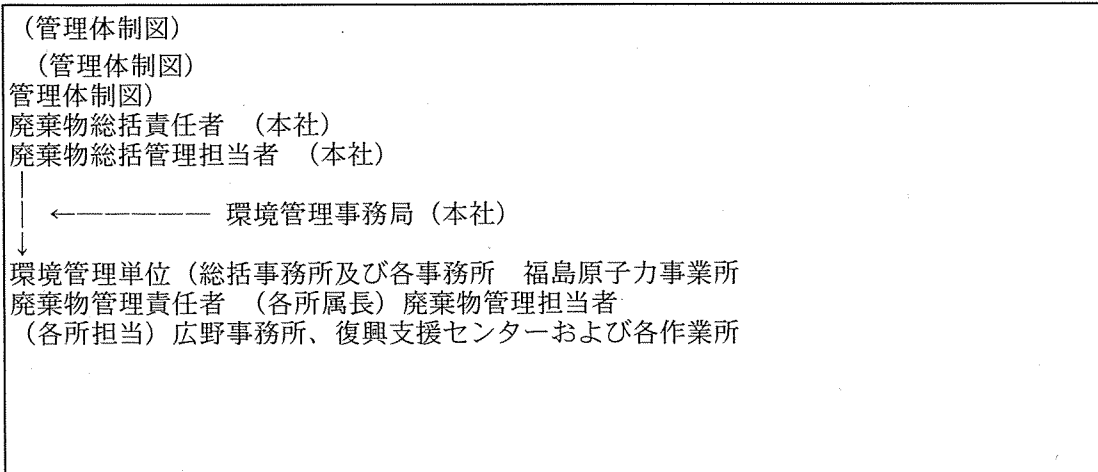 （管理体制図）
（管理体制図）
管理体制図）
廃棄物総括責任者　（本社）
廃棄物総括管理担当者　（本社）
│
│　←――――――　環境管理事務局（本社）
↓
環境管理単位（総括事務所及び各事務所　福島原子力事業所
廃棄物管理責任者　（各所属長）廃棄物管理担当者
（各所担当）広野事務所、復興支援センターおよび各作業所